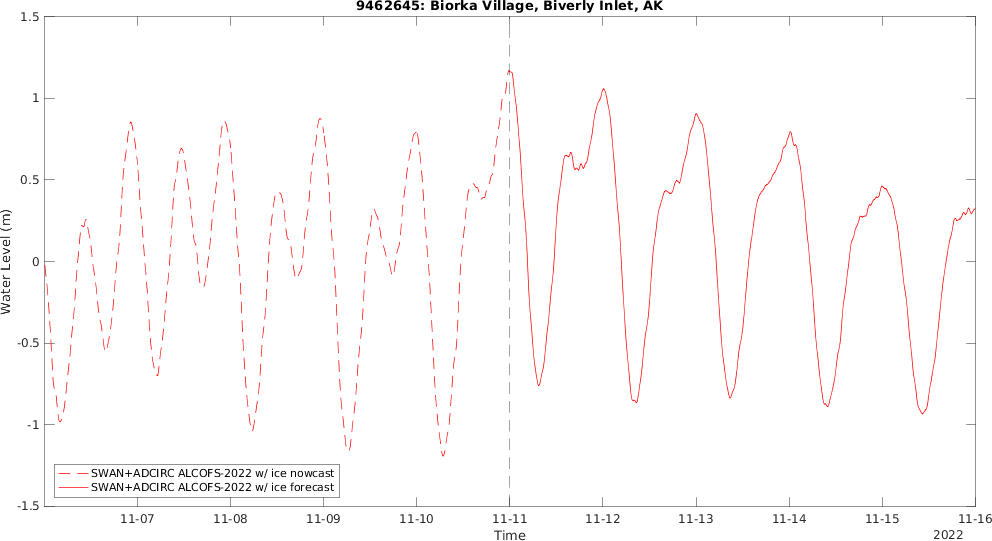 9462645: Biorka Village, Biverly Inlet, AK
Water Level (m)
1.5
1
0.5
0
-0.5
-1
-1.5
SWAN+ADCIRC ALCOFS-2022 w/ ice nowcast
SWAN+ADCIRC ALCOFS-2022 w/ ice forecast
11-07 11-08 11-09 11-10 11-11 11-12 11-13 11-14 11-15 11-16
Time
2022